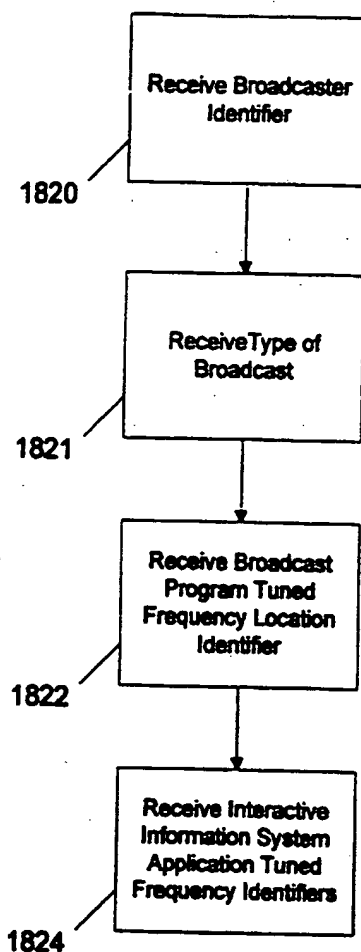 Receive Broadcaster
Identifier
1820
ReceiveType of
Broadcast
1821
Receive Broadcast
Program Tuned
Frequency Location
Identifier
1822
Receive Interactive
Information System
Application Tuned
Frequency Identifiers
1824